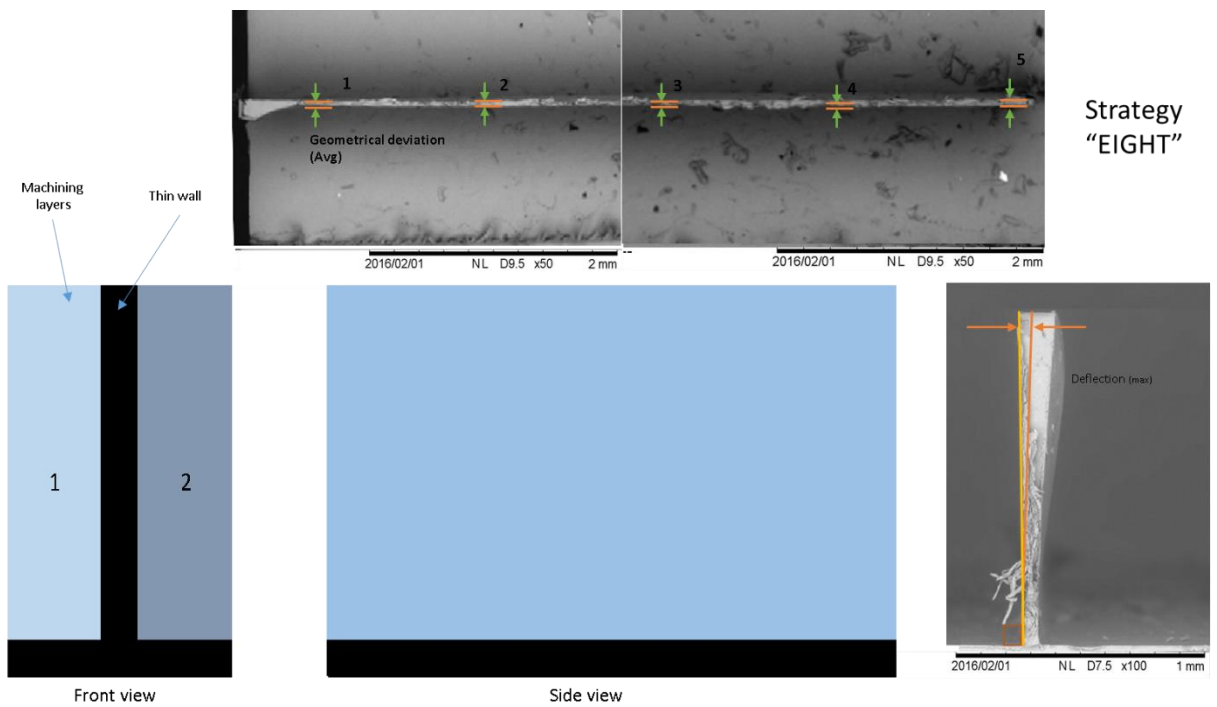 1
2
3
4
5
Geometrical deviation
(Avg)
2016/02/01 NL D9.5 x50 2 mm
2016/02/01 NL D9.5 x50 2 mm
Strategy
“EIGHT”
Machining
layers
Thin wall
1
2
Front view
Side view
Deflection (max)
2016/02/01 NL D7.5 x100 1 mm